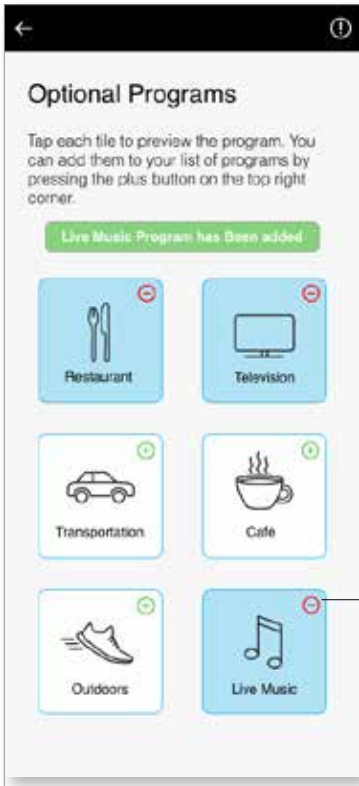 Optional Programs
Tap each tile to preview the program. You
can add them to your list of programs by
pressing the plus button on the top right
corner.
Live Music Program has Been added
Restaurant
Television
Transportation
Café
Outdoors
Live Music